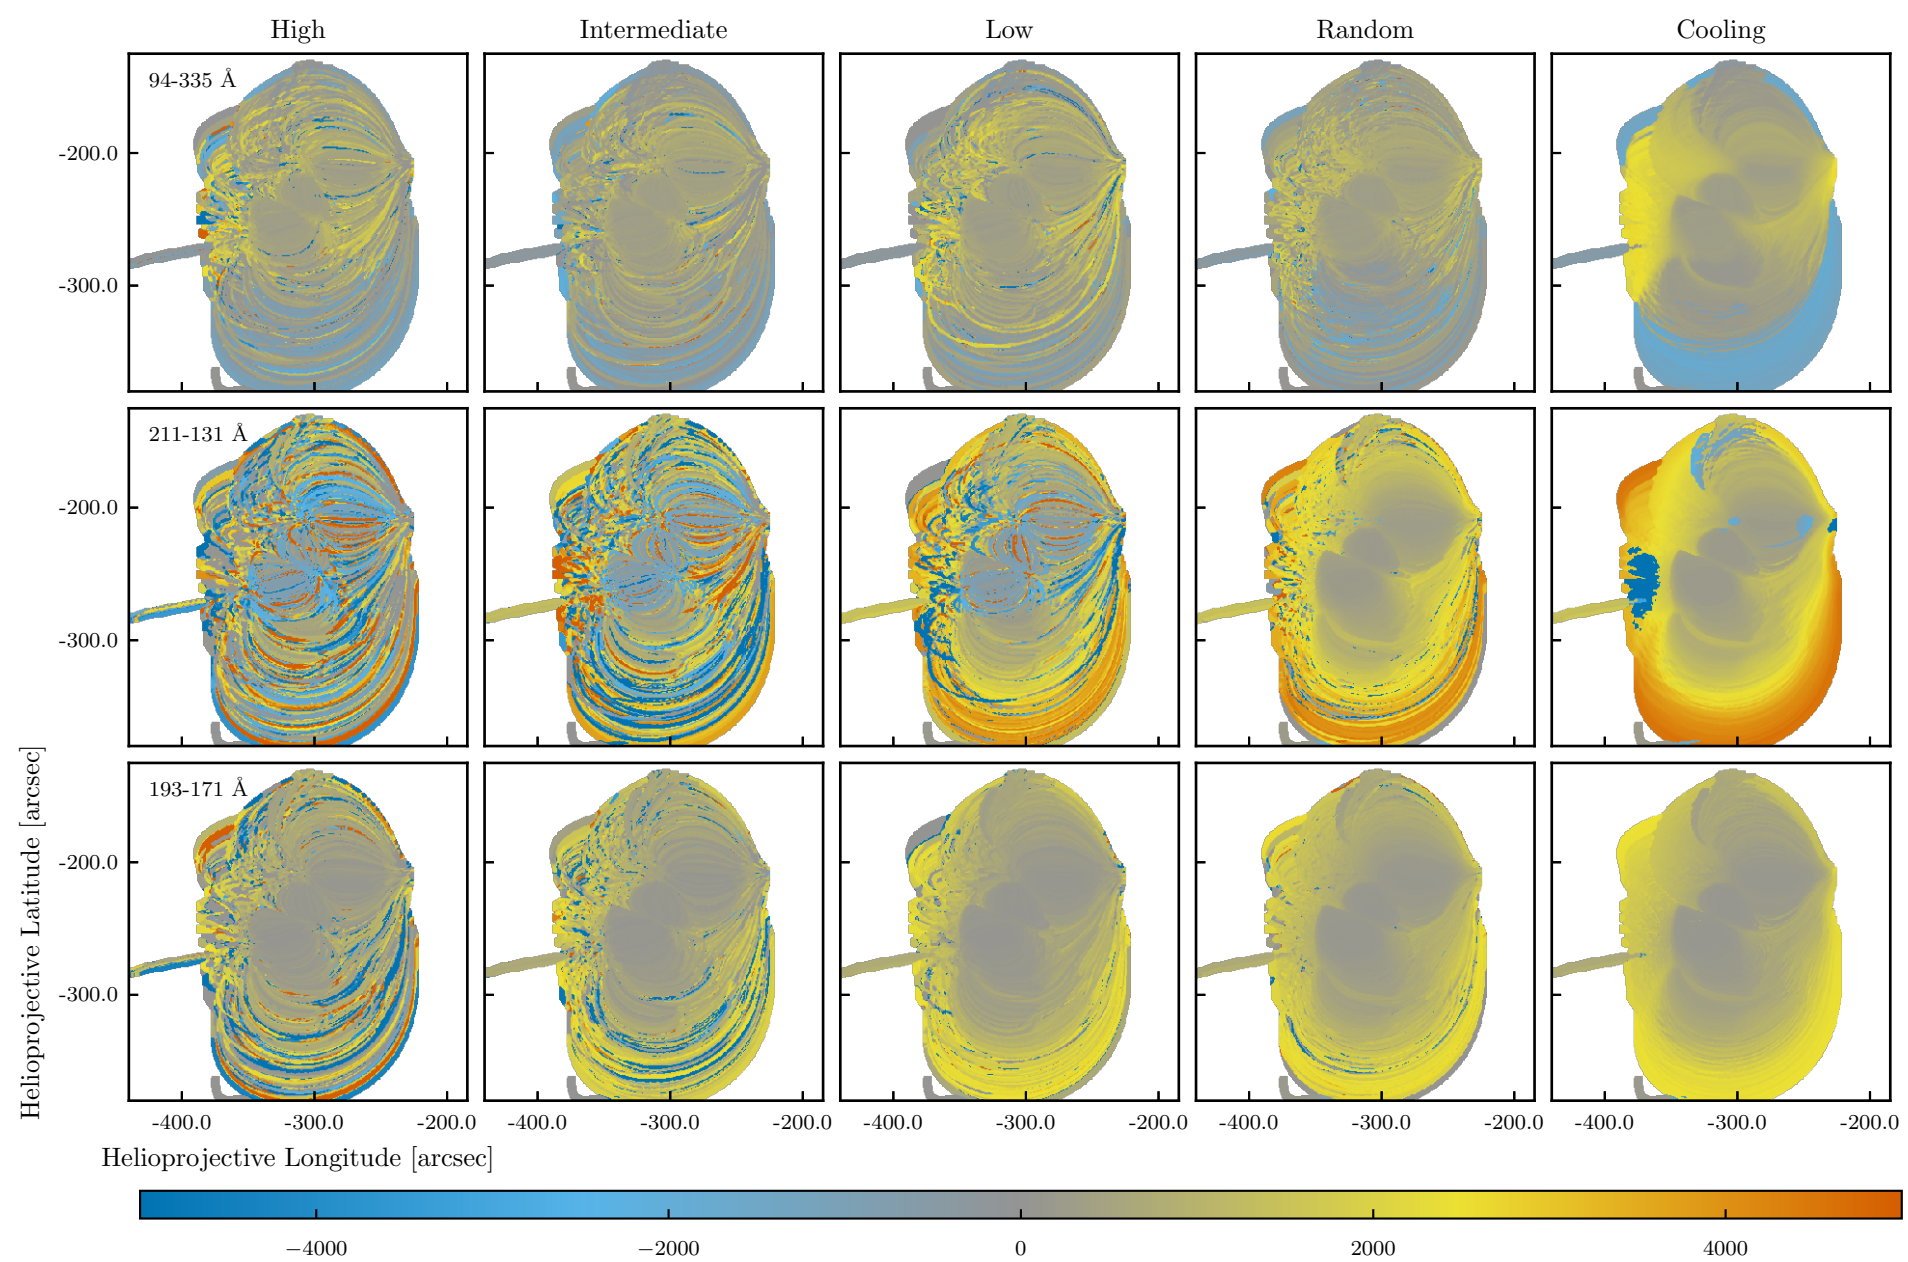 High Intermediate Low Random Cooling
94-335 Å
-200.0
-300.0
211-131 Å
-200.0
-300.0
193-171 Å
-200.0
-300.0
Helioprojective Latitude [arcsec]
-400.0 -300.0 -200.0 -400.0 -300.0 -200.0 -400.0 -300.0 -200.0 -400.0 -300.0 -200.0 -400.0 -300.0 -200.0
Helioprojective Longitude [arcsec]
−4000 −2000 0 2000 4000